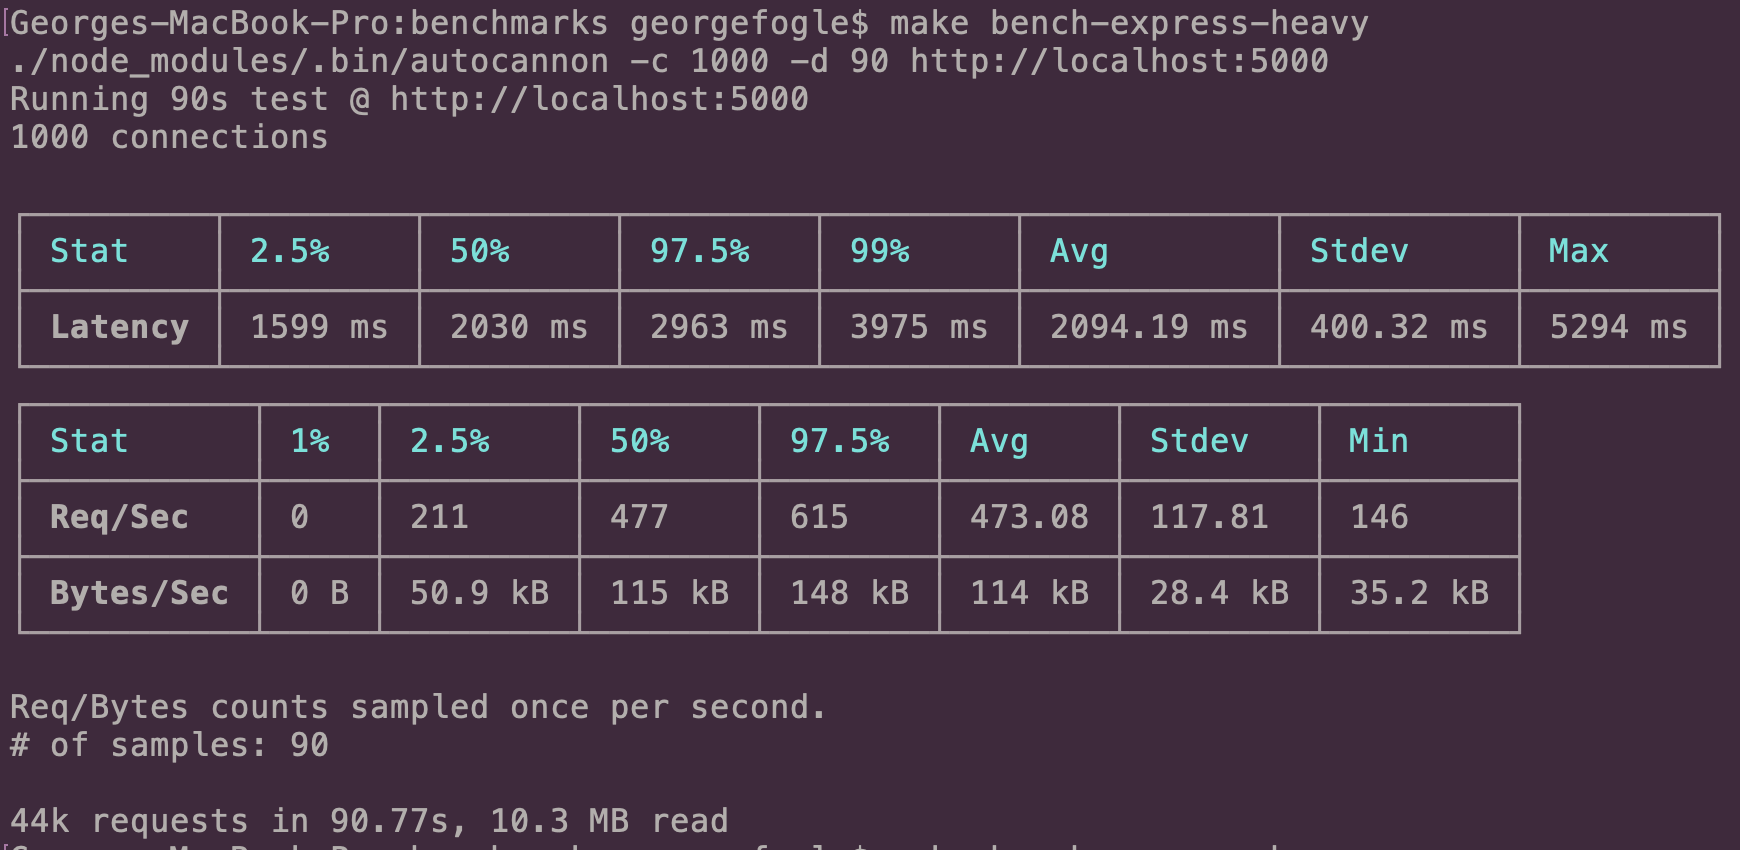 Georges-MacBook-Pro:benchmarks georgefogle$ make bench-express-heavy
./node_modules/.bin/autocannon -c 1000 -d 90 http://localhost:5000
Running 90s test @ http://localhost:5000
1000 connections
Stat 2.5% 50% 97.5% 99% Avg Stdev Max
Latency 1599 ms 2030 ms 2963 ms 3975 ms 2094.19 ms 400.32 ms 5294 ms
Stat 1% 2.5% 50% 97.5% Avg Stdev Min
Req/Sec 0 211 477 615 473.08 117.81 146
Bytes/Sec 0 B 50.9 kB 115 kB 148 kB 114 kB 28.4 kB 35.2 kB
Req/Bytes counts sampled once per second.
# of samples: 90
44k requests in 90.77s, 10.3 MB read